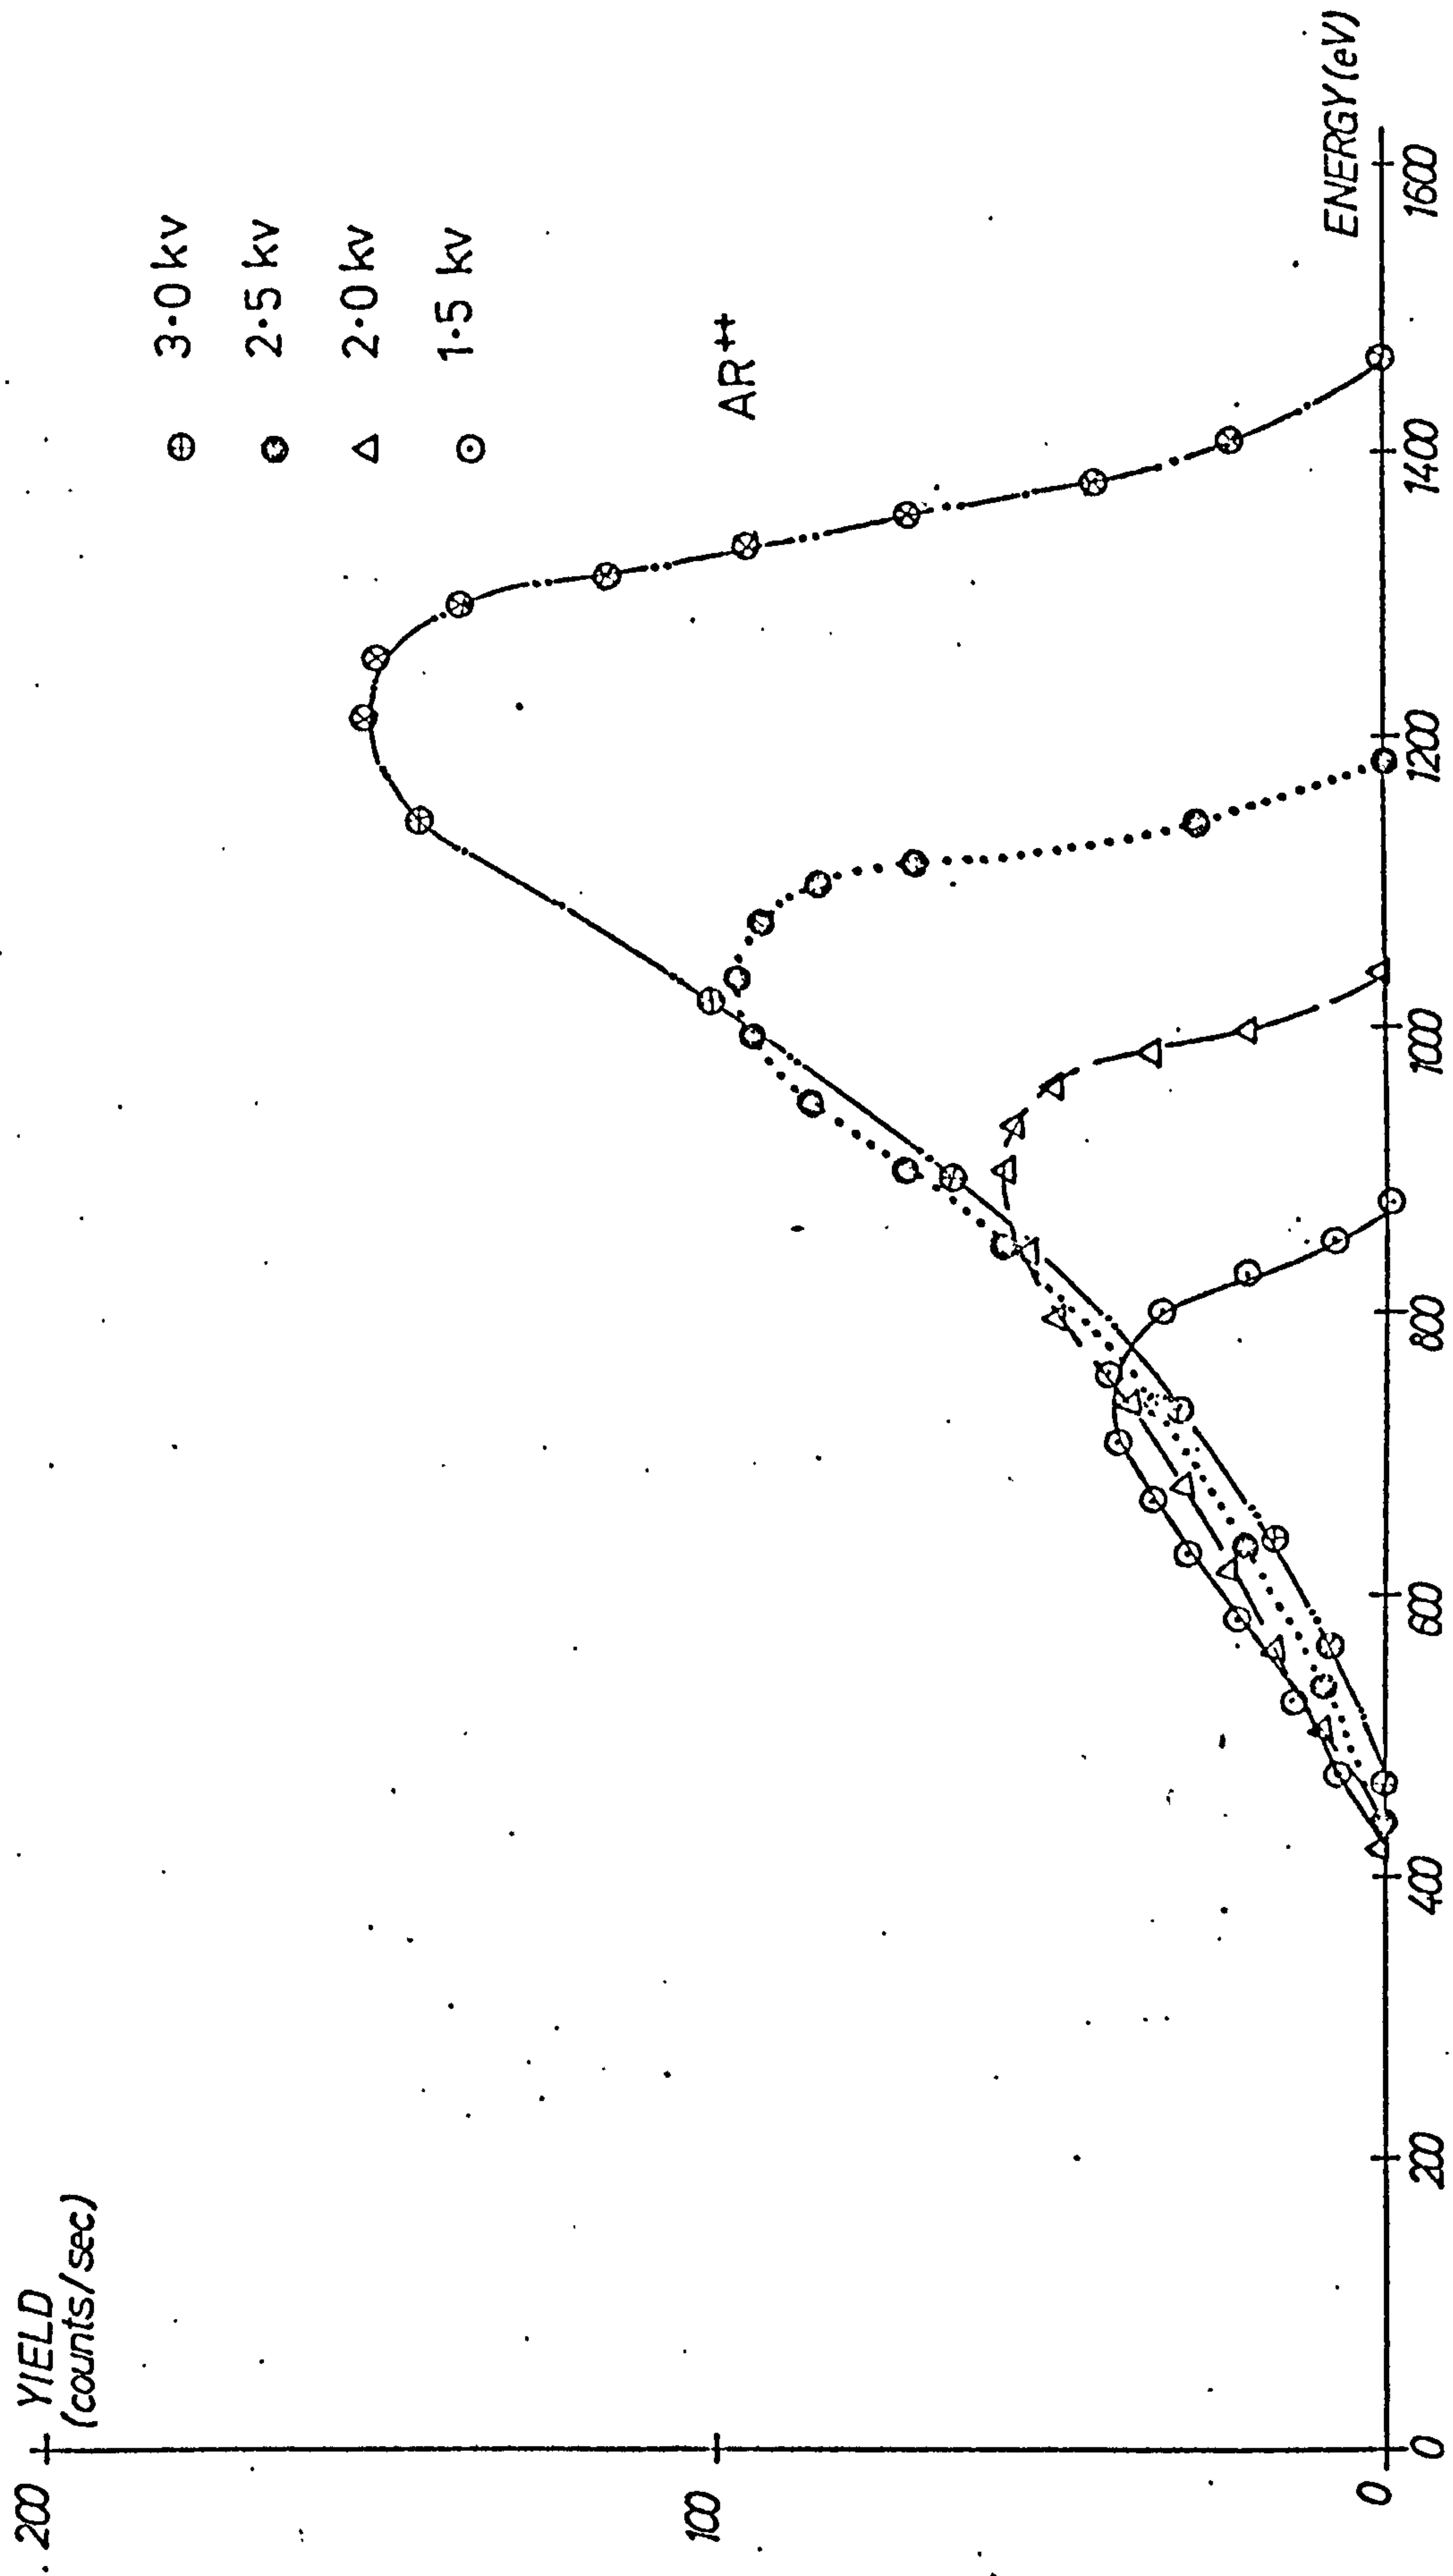 YIELD
(counts/sec)
200
100
0
⊕ 3·0 kv
● 2·5 kv
△ 2·0 kv
⊙ 1·5 kv
AR⁺⁺
0 200 400 600 800 1000 1200 1400 1600
ENERGY (eV)